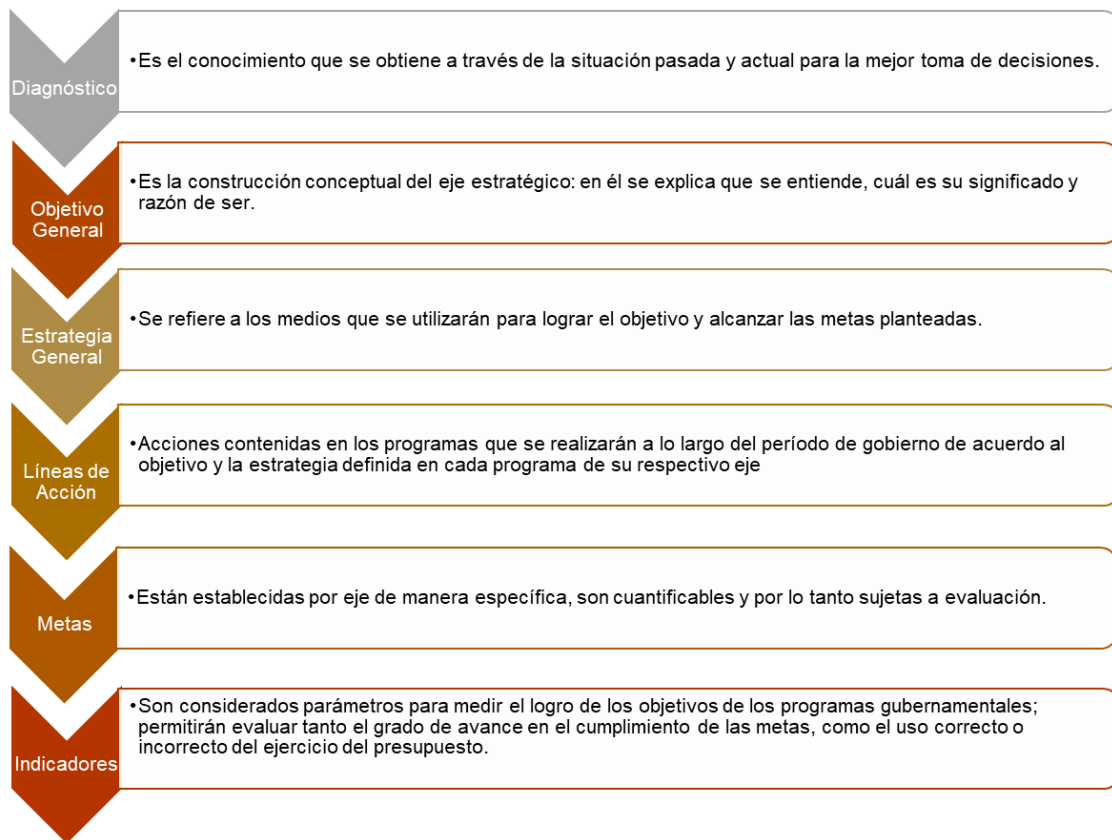 Diagnóstico
•Es el conocimiento que se obtiene a través de la situación pasada y actual para la mejor toma de decisiones.
Objetivo
General
•Es la construcción conceptual del eje estratégico: en él se explica que se entiende, cuál es su significado y
razón de ser.
Estrategia
General
•Se refiere a los medios que se utilizarán para lograr el objetivo y alcanzar las metas planteadas.
Líneas de
Acción
•Acciones contenidas en los programas que se realizarán a lo largo del período de gobierno de acuerdo al
objetivo y la estrategia definida en cada programa de su respectivo eje
Metas
•Están establecidas por eje de manera específica, son cuantificables y por lo tanto sujetas a evaluación.
Indicadores
•Son considerados parámetros para medir el logro de los objetivos de los programas gubernamentales;
permitirán evaluar tanto el grado de avance en el cumplimiento de las metas, como el uso correcto o
incorrecto del ejercicio del presupuesto.